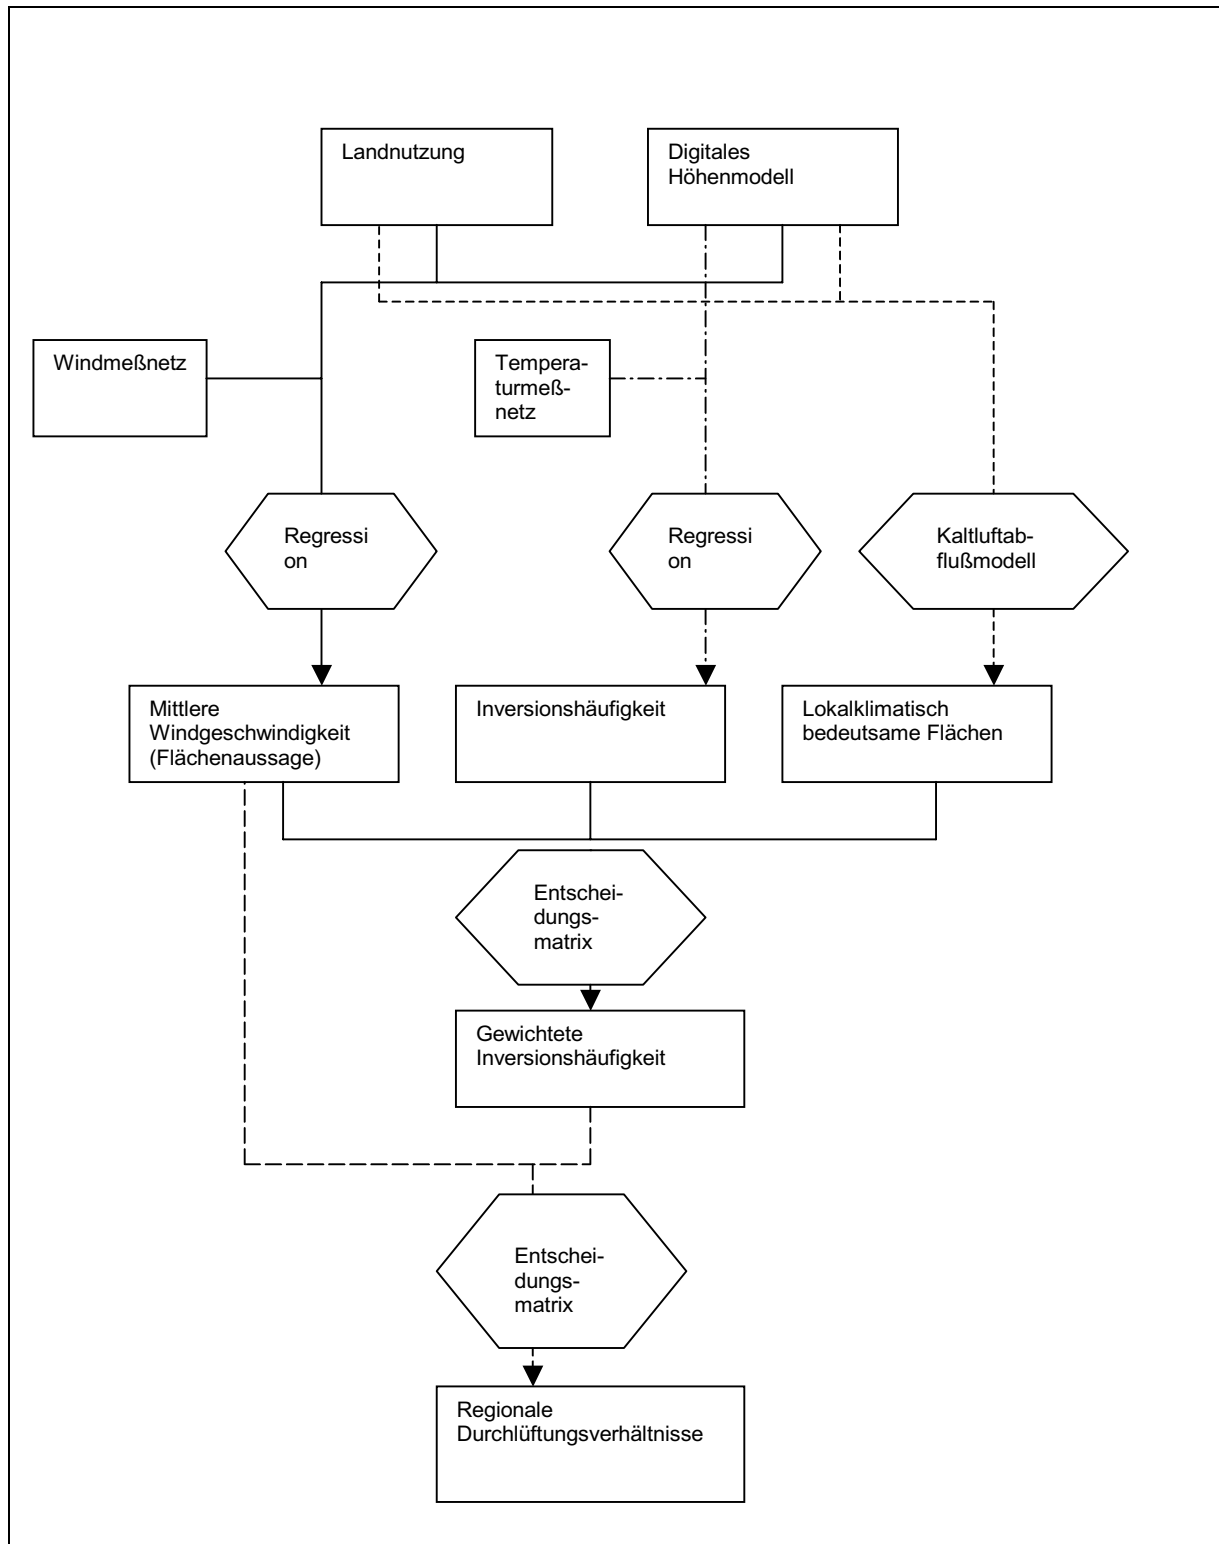 Landnutzung
Digitales
Höhenmodell
Windmeßnetz
Tempera-
turmeß-
netz
Regressi
on
Regressi
on
Kaltluftab-
flußmodell
Mittlere
Windgeschwindigkeit
(Flächenaussage)
Inversionshäufigkeit
Lokalklimatisch
bedeutsame Flächen
Entschei-
dungs-
matrix
Gewichtete
Inversionshäufigkeit
Entschei-
dungs-
matrix
Regionale
Durchlüftungsverhältnisse